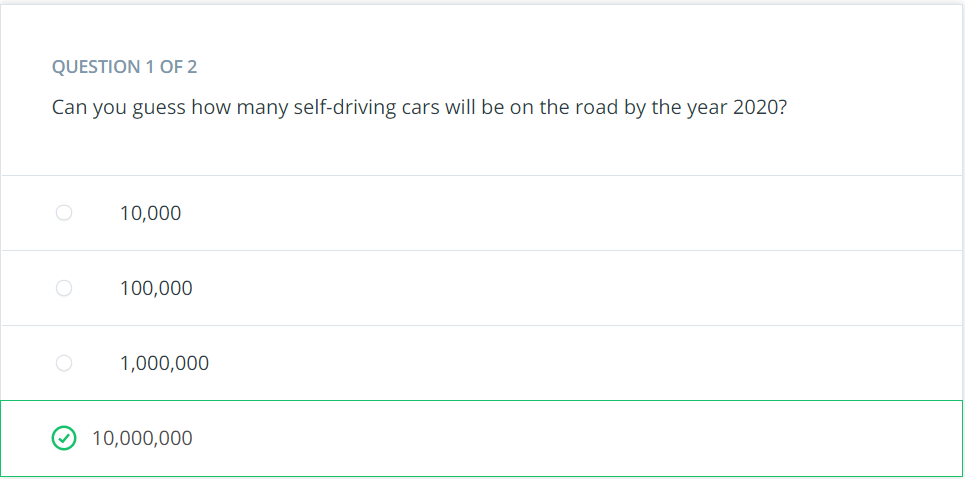 QUESTION 1 OF 2
Can you guess how many self-driving cars will be on the road by the year 2020?
10,000
100,000
1,000,000
10,000,000